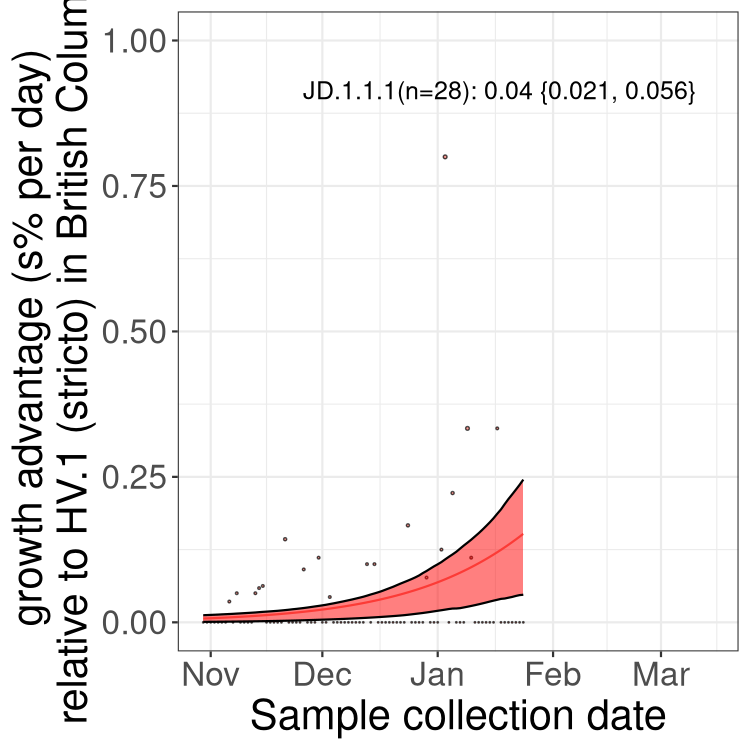 growth advantage (s% per day)
relative to HV.1 (stricto) in British Colum
1.00
0.75
0.50
0.25
0.00
JD.1.1.1(n=28): 0.04 {0.021, 0.056}
Nov Dec Jan Feb Mar
Sample collection date